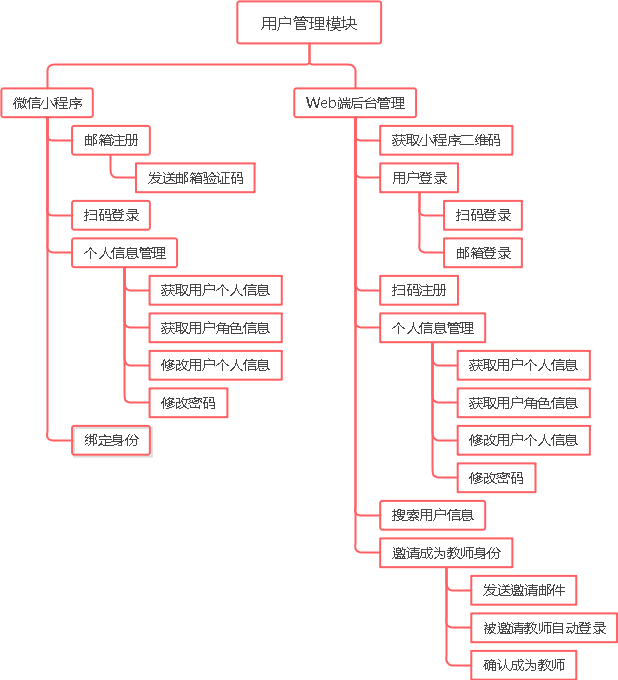 用户管理模块
微信小程序
邮箱注册
发送邮箱验证码
扫码登录
个人信息管理
获取用户个人信息
获取用户角色信息
修改用户个人信息
修改密码
绑定身份
Web端后台管理
获取小程序二维码
用户登录
扫码登录
邮箱登录
扫码注册
个人信息管理
获取用户个人信息
获取用户角色信息
修改用户个人信息
修改密码
搜索用户信息
邀请成为教师身份
发送邀请邮件
被邀请教师自动登录
确认成为教师